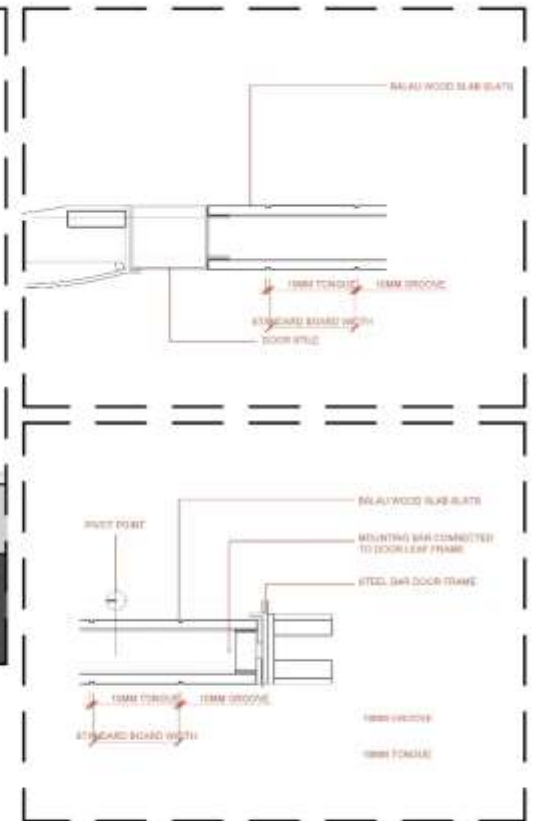 BALAU WOOD SLAB SLATS
10MM TONGUE
10MM GROOVE
STANDARD BOARD WIDTH
DOOR STILE
BALAU WOOD SLAB SLATS
PIVOT POINT
MOUNTING BAR CONNECTED
TO DOOR LEAF FRAME
STEEL BAR DOOR FRAME
10MM TONGUE
10MM GROOVE
STANDARD BOARD WIDTH
10MM GROOVE
10MM TONGUE